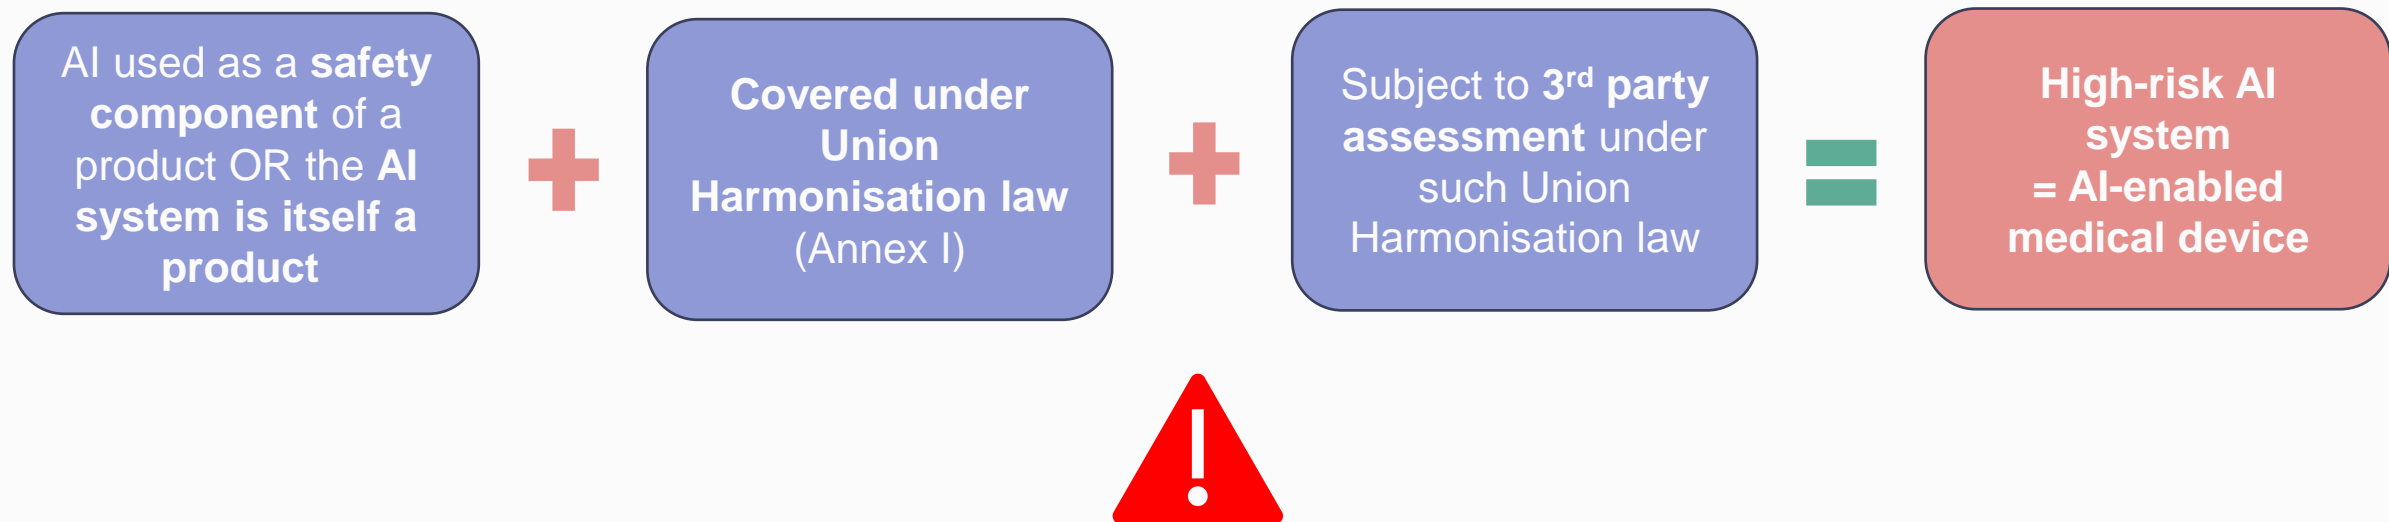 AI used as a safety
component of a
product OR the AI
system is itself a
product
Covered under
Union
Harmonisation law
(Annex I)
Subject to 3rd party
assessment under
such Union
Harmonisation law
High-risk AI
system
= AI-enabled
medical device